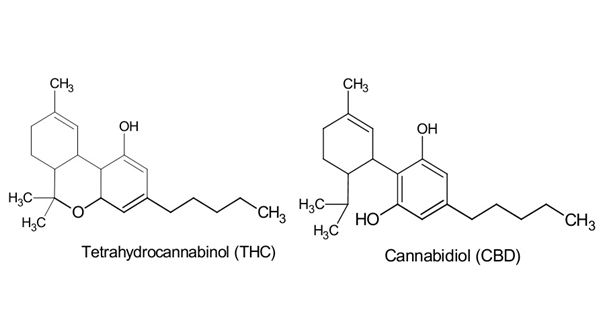 CH3
OH
H3C
H3C
O
CH3
Tetrahydrocannabinol (THC)
CH3
OH
H3C
H3C
HO
CH3
Cannabidiol (CBD)